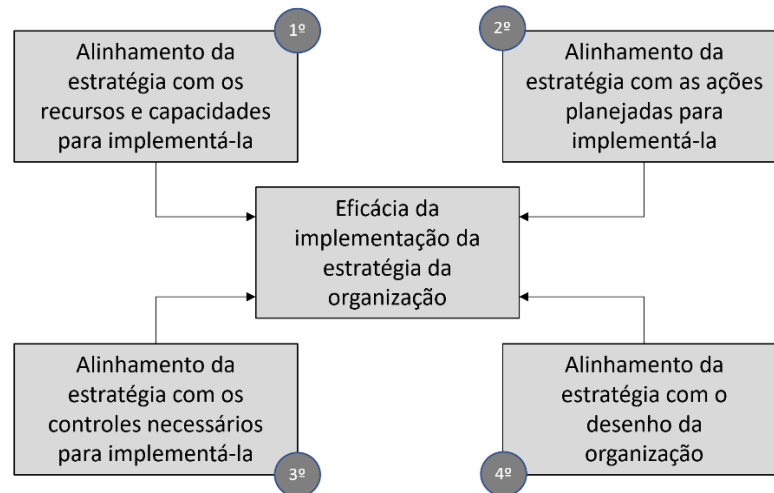 1º
Alinhamento da
estratégia com os
recursos e capacidades
para implementá-la
2º
Alinhamento da
estratégia com as ações
planejadas para
implementá-la
Eficácia da
implementação da
estratégia da
organização
Alinhamento da
estratégia com os
controles necessários
para implementá-la
3º
Alinhamento da
estratégia com o
desenho da
organização
4º